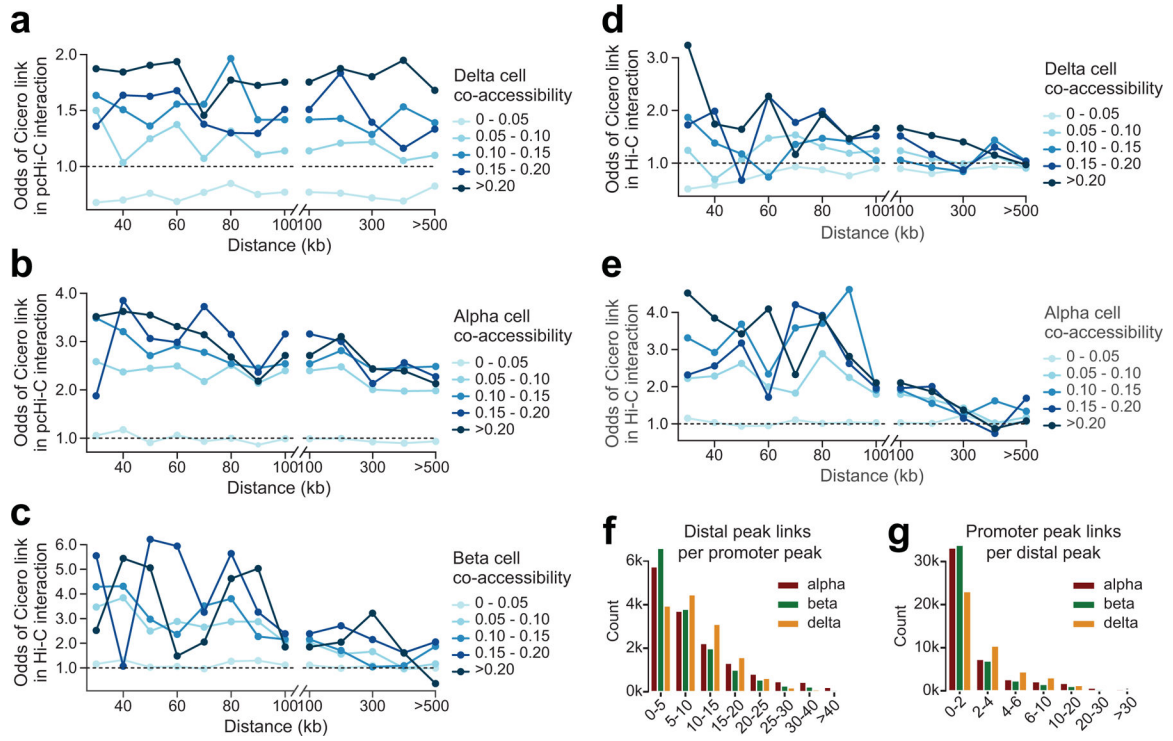 a
Odds of Cicero link
in pcHi-C interaction
2.0
1.5
1.0
40
60
80
100
100
300
>500
Distance (kb)
Delta cell
co-accessibility
0 - 0.05
0.05 - 0.10
0.10 - 0.15
0.15 - 0.20
>0.20
b
Odds of Cicero link
in pcHi-C interaction
4.0
3.0
2.0
1.0
40
60
80
100
100
300
>500
Distance (kb)
Alpha cell
co-accessibility
0 - 0.05
0.05 - 0.10
0.10 - 0.15
0.15 - 0.20
>0.20
c
Odds of Cicero link
in Hi-C interaction
6.0
5.0
4.0
3.0
2.0
1.0
40
60
80
100
100
300
>500
Distance (kb)
Beta cell
co-accessibility
0 - 0.05
0.05 - 0.10
0.10 - 0.15
0.15 - 0.20
>0.20
d
Odds of Cicero link
in Hi-C interaction
3.0
2.0
1.0
40
60
80
100
100
300
>500
Distance (kb)
Delta cell
co-accessibility
0 - 0.05
0.05 - 0.10
0.10 - 0.15
0.15 - 0.20
>0.20
e
Odds of Cicero link
in Hi-C interaction
4.0
3.0
2.0
1.0
40
60
80
100
100
300
>500
Distance (kb)
Alpha cell
co-accessibility
0 - 0.05
0.05 - 0.10
0.10 - 0.15
0.15 - 0.20
>0.20
f
Distal peak links
per promoter peak
Count
6k
4k
2k
0k
alpha
beta
delta
0-5
5-10
10-15
15-20
20-25
25-30
30-40
>40
g
Promoter peak links
per distal peak
Count
30k
20k
10k
0k
alpha
beta
delta
0-2
2-4
4-6
6-10
10-20
20-30
>30